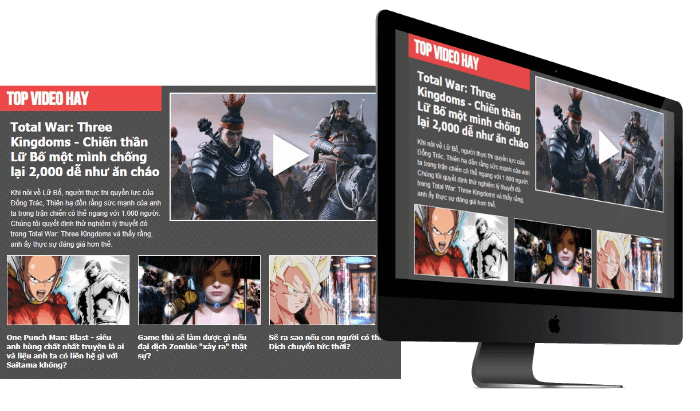 TOP VIDEO HAY
Total War: Three
Kingdoms - Chiến thần
Lữ Bố một mình chống
lại 2,000 dễ như ăn cháo
Khi nói về Lữ Bố, người thực thi quyền lực của
Đổng Trác, Thiên hạ đồn rằng sức mạnh của anh
ta trong trận chiến có thể ngang với 1.000 người.
Chúng tôi quyết định thử nghiệm lý thuyết đó
trong Total War: Three Kingdoms và thấy rằng,
anh ấy thực sự đáng giá hơn thế.
One Punch Man: Blast - siêu
anh hùng chất nhất truyện là ai
và liệu anh ta có liên hệ gì với
Saitama không?
Game thủ sẽ làm được gì nếu
đại dịch Zombie "xảy ra" thật
sự?
Sẽ ra sao nếu con người có th
Dịch chuyển tức thời?
TOP VIDEO HAY
Total War: Three
Kingdoms - Chiến thần
Lữ Bố một mình chống
lại 2,000 dễ như ăn cháo
Khi nói về Lữ Bố, người thực thi quyền lực của
Đổng Trác, Thiên hạ đồn rằng sức mạnh của anh
ta trong trận chiến có thể ngang với 1.000 người.
Chúng tôi quyết định thử nghiệm lý thuyết đó
trong Total War: Three Kingdoms và thấy rằng,
anh ấy thực sự đáng giá hơn thế.